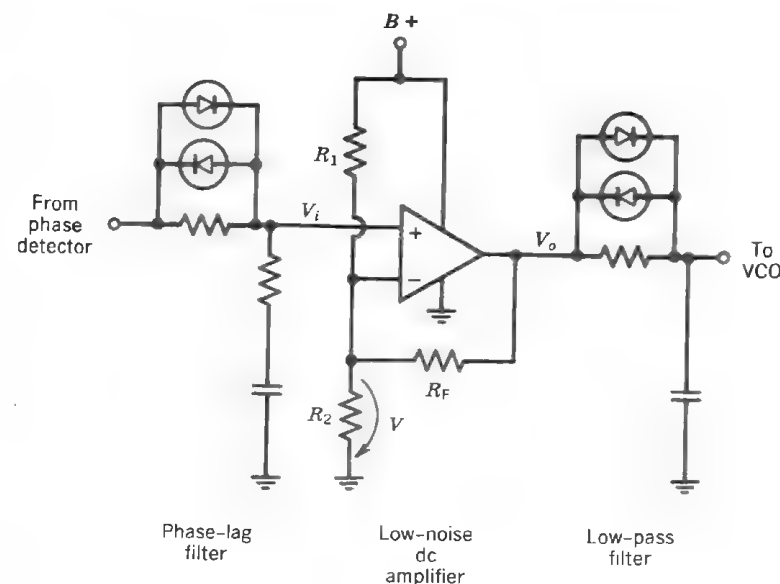 B+
R1
From
phase
detector
Vi
+
−
Vo
To
VCO
RF
R2
V
Phase-lag
filter
Low-noise
dc
amplifier
Low-pass
filter